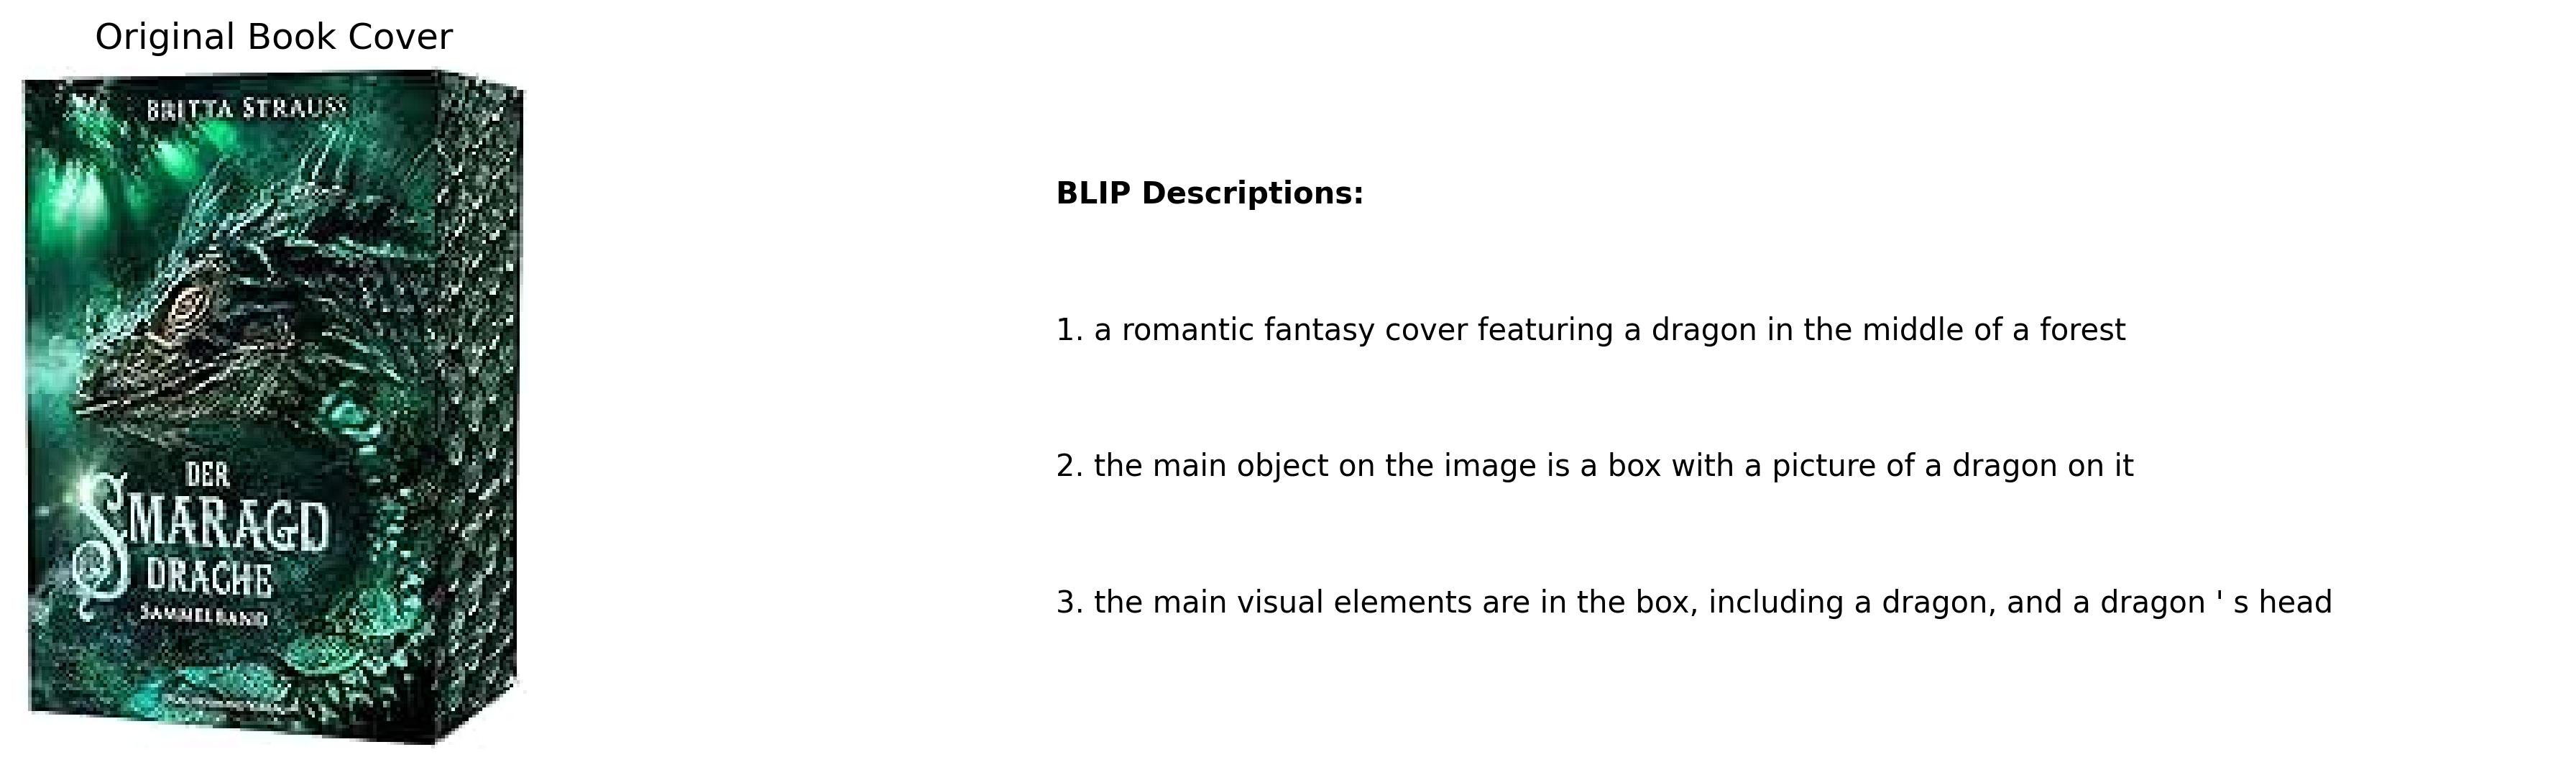 Original Book Cover
BRITTA STRAUSS
DER
SMARAGD
DRACHE
SAMMELBAND
BLIP Descriptions:
1. a romantic fantasy cover featuring a dragon in the middle of a forest
2. the main object on the image is a box with a picture of a dragon on it
3. the main visual elements are in the box, including a dragon, and a dragon ' s head